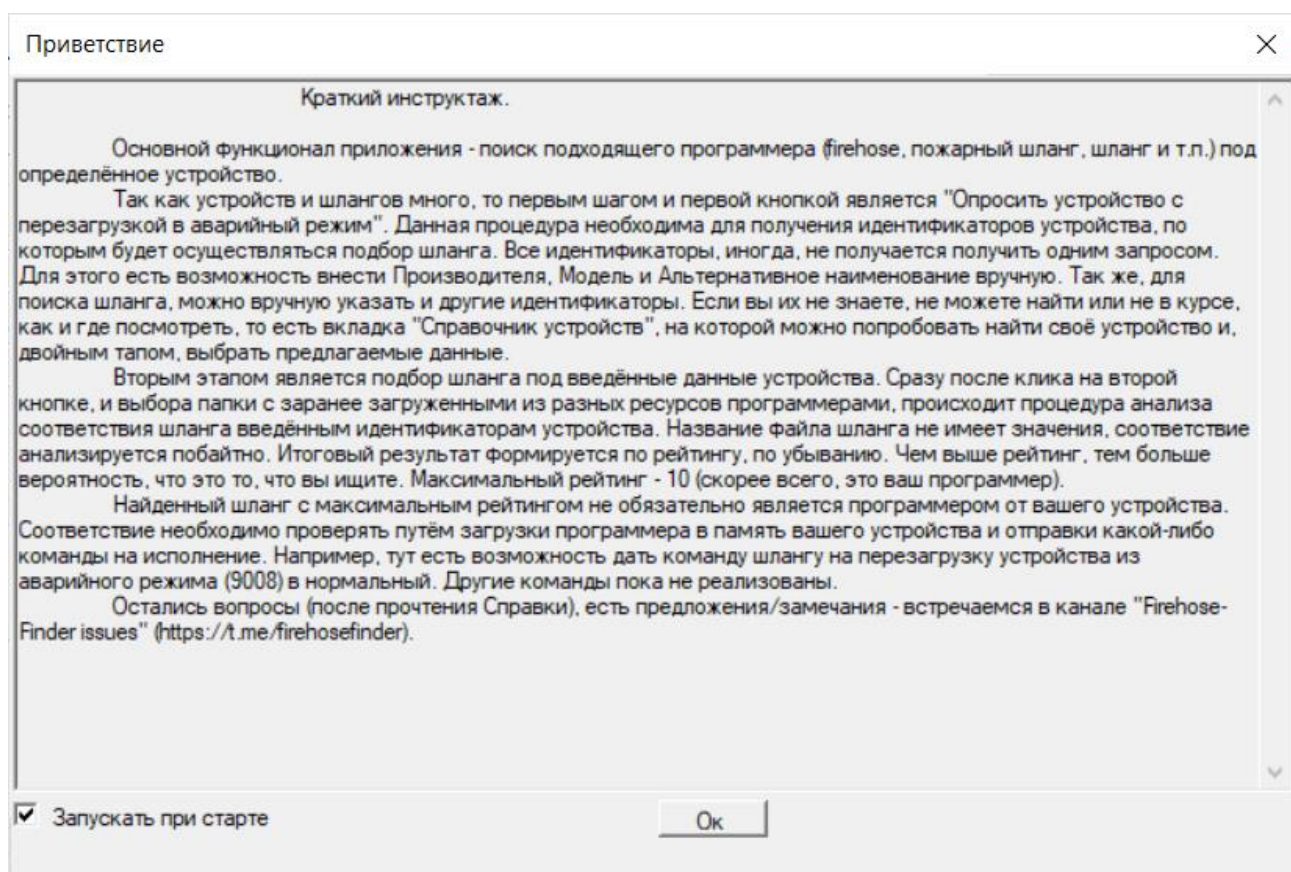 Приветствие
Краткий инструктаж.
Основной функционал приложения - поиск подходящего программера (firehose, пожарный шланг, шланг и т.п.) под
определённое устройство.
Так как устройств и шлангов много, то первым шагом и первой кнопкой является "Опросить устройство с
перезагрузкой в аварийный режим". Данная процедура необходима для получения идентификаторов устройства, по
которым будет осуществляться подбор шланга. Все идентификаторы, иногда, не получается получить одним запросом.
Для этого есть возможность внести Производителя, Модель и Альтернативное наименование вручную. Так же, для
поиска шланга, можно вручную указать и другие идентификаторы. Если вы их не знаете, не можете найти или не в курсе,
как и где посмотреть, то есть вкладка "Справочник устройств", на которой можно попробовать найти своё устройство и,
двойным тапом, выбрать предлагаемые данные.
Вторым этапом является подбор шланга под введённые данные устройства. Сразу после клика на второй
кнопке, и выбора папки с заранее загруженными из разных ресурсов программерами, происходит процедура анализа
соответствия шланга введённым идентификаторам устройства. Название файла шланга не имеет значения, соответствие
анализируется побайтно. Итоговый результат формируется по рейтингу, по убыванию. Чем выше рейтинг, тем больше
вероятность, что это то, что вы ищите. Максимальный рейтинг - 10 (скорее всего, это ваш программер).
Найденный шланг с максимальным рейтингом не обязательно является программером от вашего устройства.
Соответствие необходимо проверять путём загрузки программера в память вашего устройства и отправки какой-либо
команды на исполнение. Например, тут есть возможность дать команду шлангу на перезагрузку устройства из
аварийного режима (9008) в нормальный. Другие команды пока не реализованы.
Остались вопросы (после прочтения Справки), есть предложения/замечания - встречаемся в канале "Firehose-
Finder issues" (https://t.me/firehosefinder).
Запускать при старте
Ок